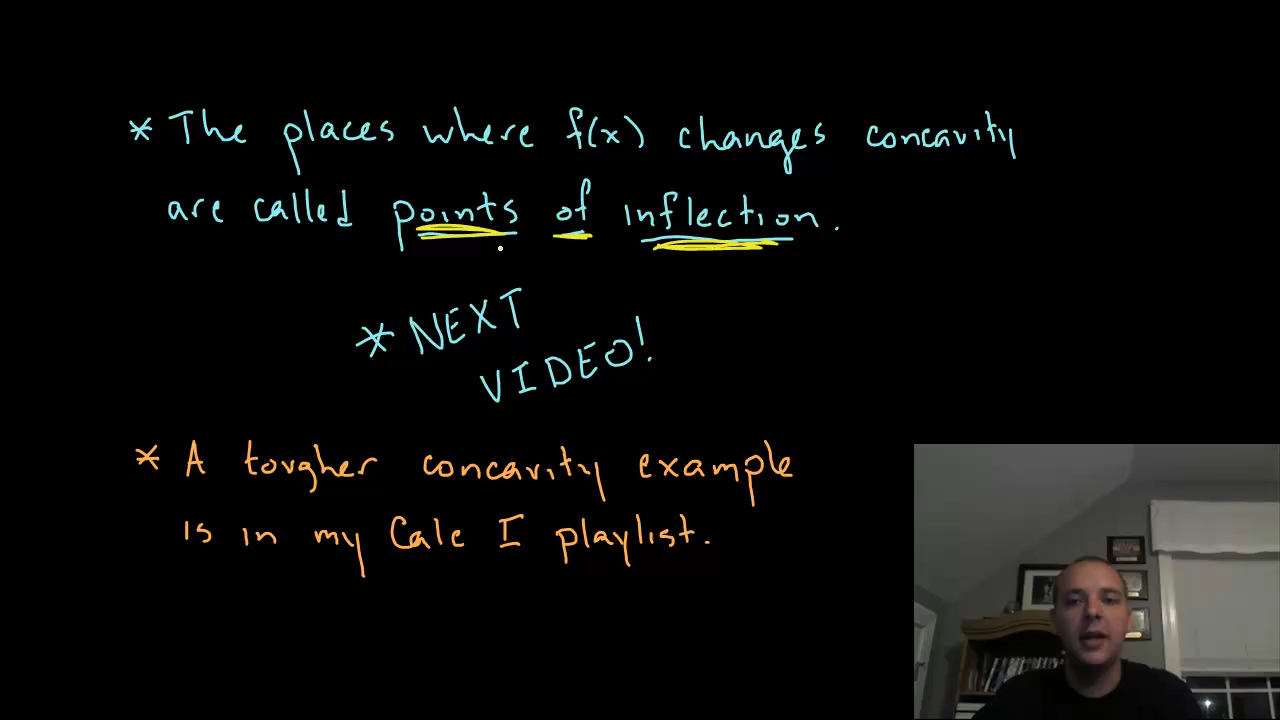 * The places where f(x) changes concavity
are called points of inflection.
* NEXT
VIDEO!
* A tougher concavity example
is in my Calc I playlist.